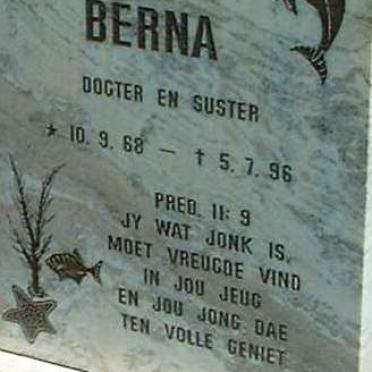 BERNA
DOGTER EN SUSTER
* 10. 9. 68 — † 5. 7. 96
PRED. 11: 9
JY WAT JONK IS,
MOET VREUGDE VIND
IN JOU JEUG
EN JOU JONG DAE
TEN VOLLE GENIET